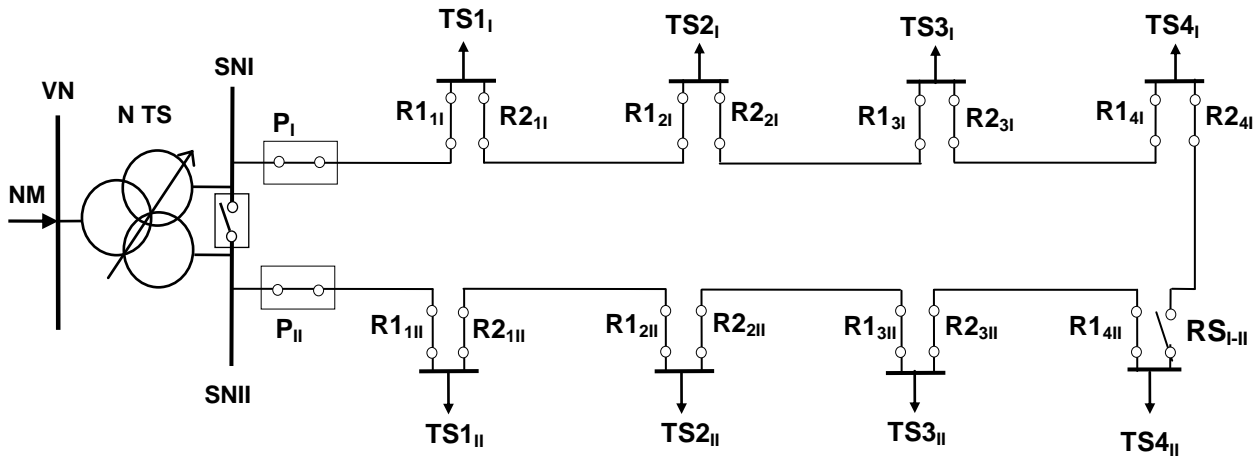 TS1I
TS2I
TS3I
TS4I
SNI
VN
N TS
PI
R11I
R21I
R12I
R22I
R13I
R23I
R14I
R24I
NM
PII
R11II
R21II
R12II
R22II
R13II
R23II
R14II
RSI-II
SNII
TS1II
TS2II
TS3II
TS4II